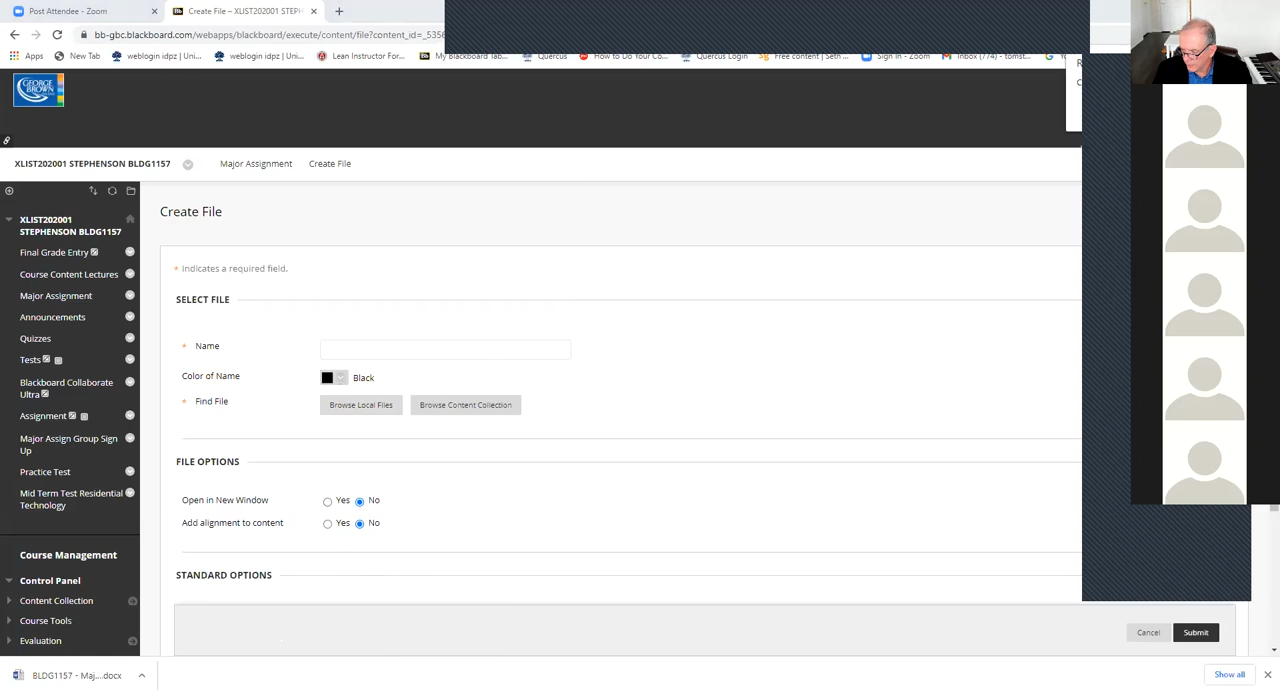 Post Attendee - Zoom
Create File – XLIST202001 STEPH
bb-gbc.blackboard.com/webapps/blackboard/execute/content/file?content_id=_5356
Apps
New Tab
weblogin idpz | Uni...
weblogin idpz | Uni...
Lean Instructor For...
My Blackboard Tab...
Quercus
How to Do Your Co...
Quercus Login
Free content | Seth ...
Sign In - Zoom
Inbox (774) - tomst...
GEORGE
BROWN
XLIST202001 STEPHENSON BLDG1157
Major Assignment
Create File
XLIST202001
STEPHENSON BLDG1157
Final Grade Entry
Course Content Lectures
Major Assignment
Announcements
Quizzes
Tests
Blackboard Collaborate
Ultra
Assignment
Major Assign Group Sign
Up
Practice Test
Mid Term Test Residential
Technology
Course Management
Control Panel
Content Collection
Course Tools
Evaluation
Create File
* Indicates a required field.
SELECT FILE
* Name
Color of Name
Black
* Find File
Browse Local Files
Browse Content Collection
FILE OPTIONS
Open in New Window
Yes
No
Add alignment to content
Yes
No
STANDARD OPTIONS
Cancel
Submit
BLDG1157 - Maj....docx
Show all